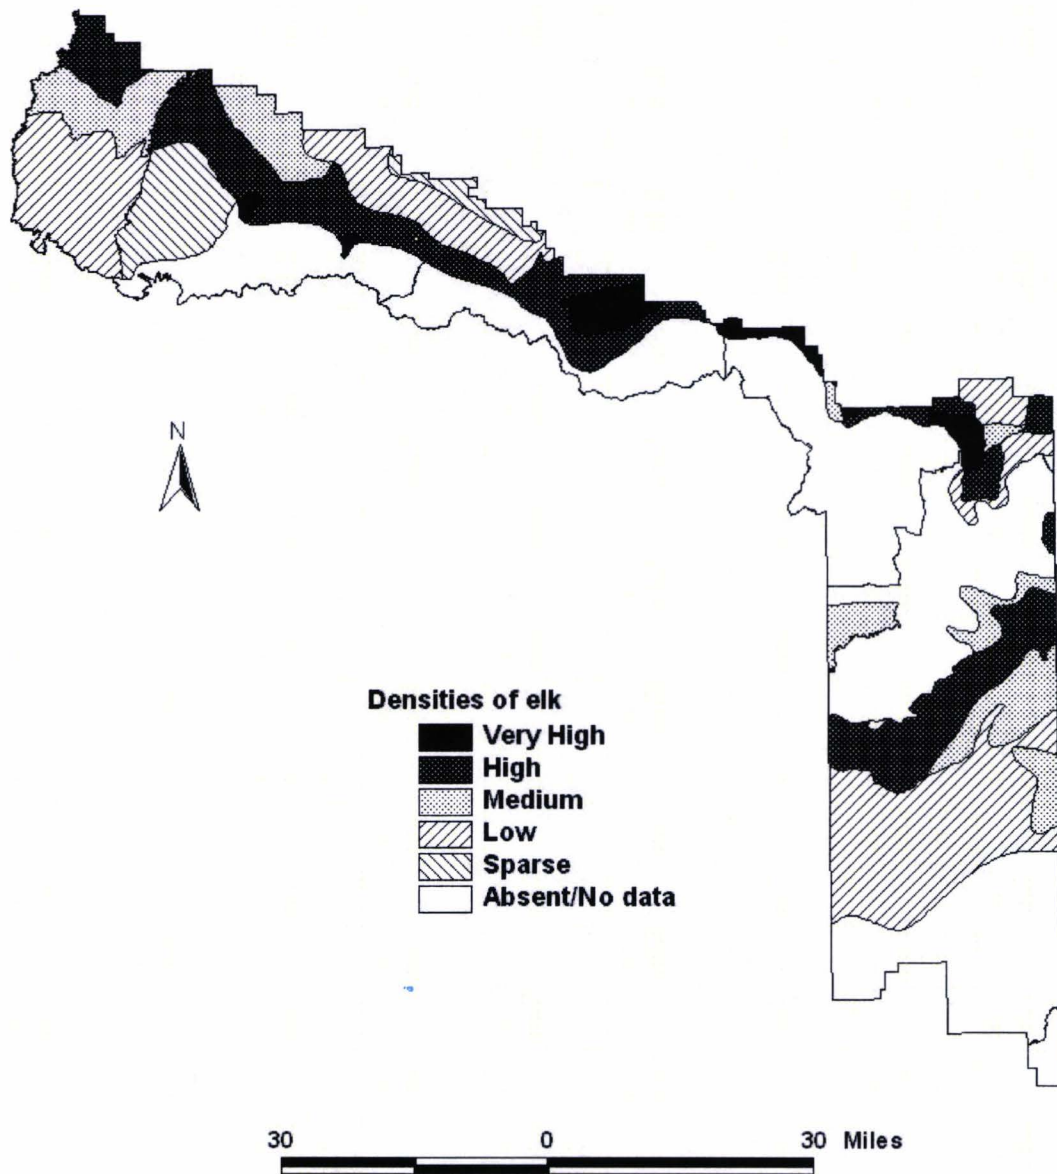 N
Densities of elk
Very High
High
Medium
Low
Sparse
Absent/No data
30 0 30 Miles